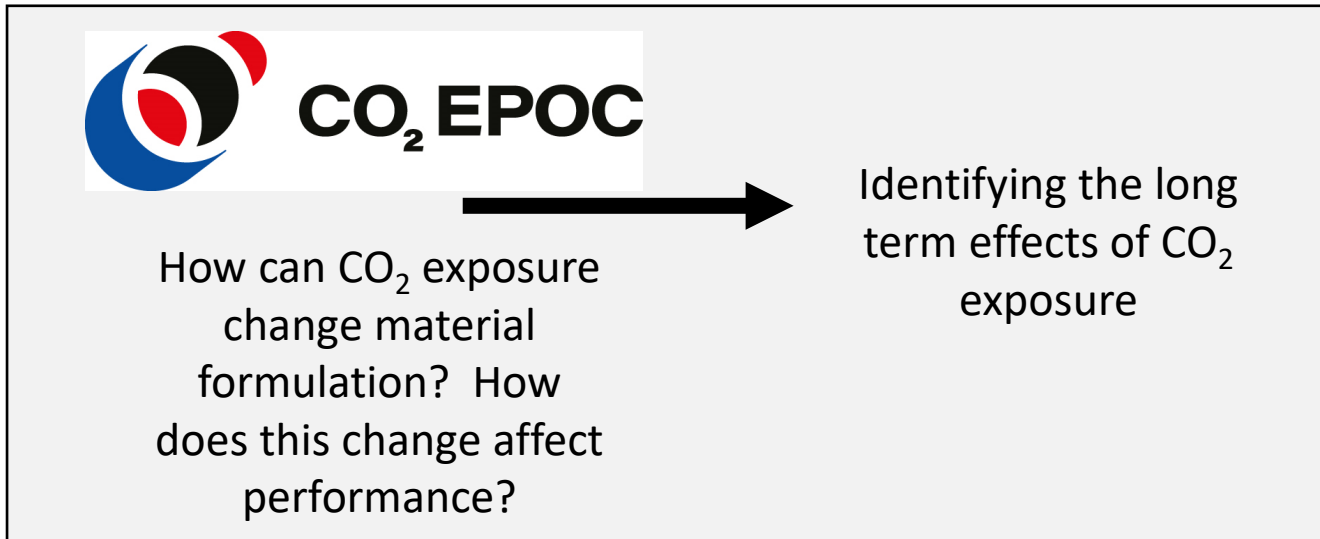 CO₂ EPOC
How can CO₂ exposure
change material
formulation?  How
does this change affect
performance?
Identifying the long
term effects of CO₂
exposure